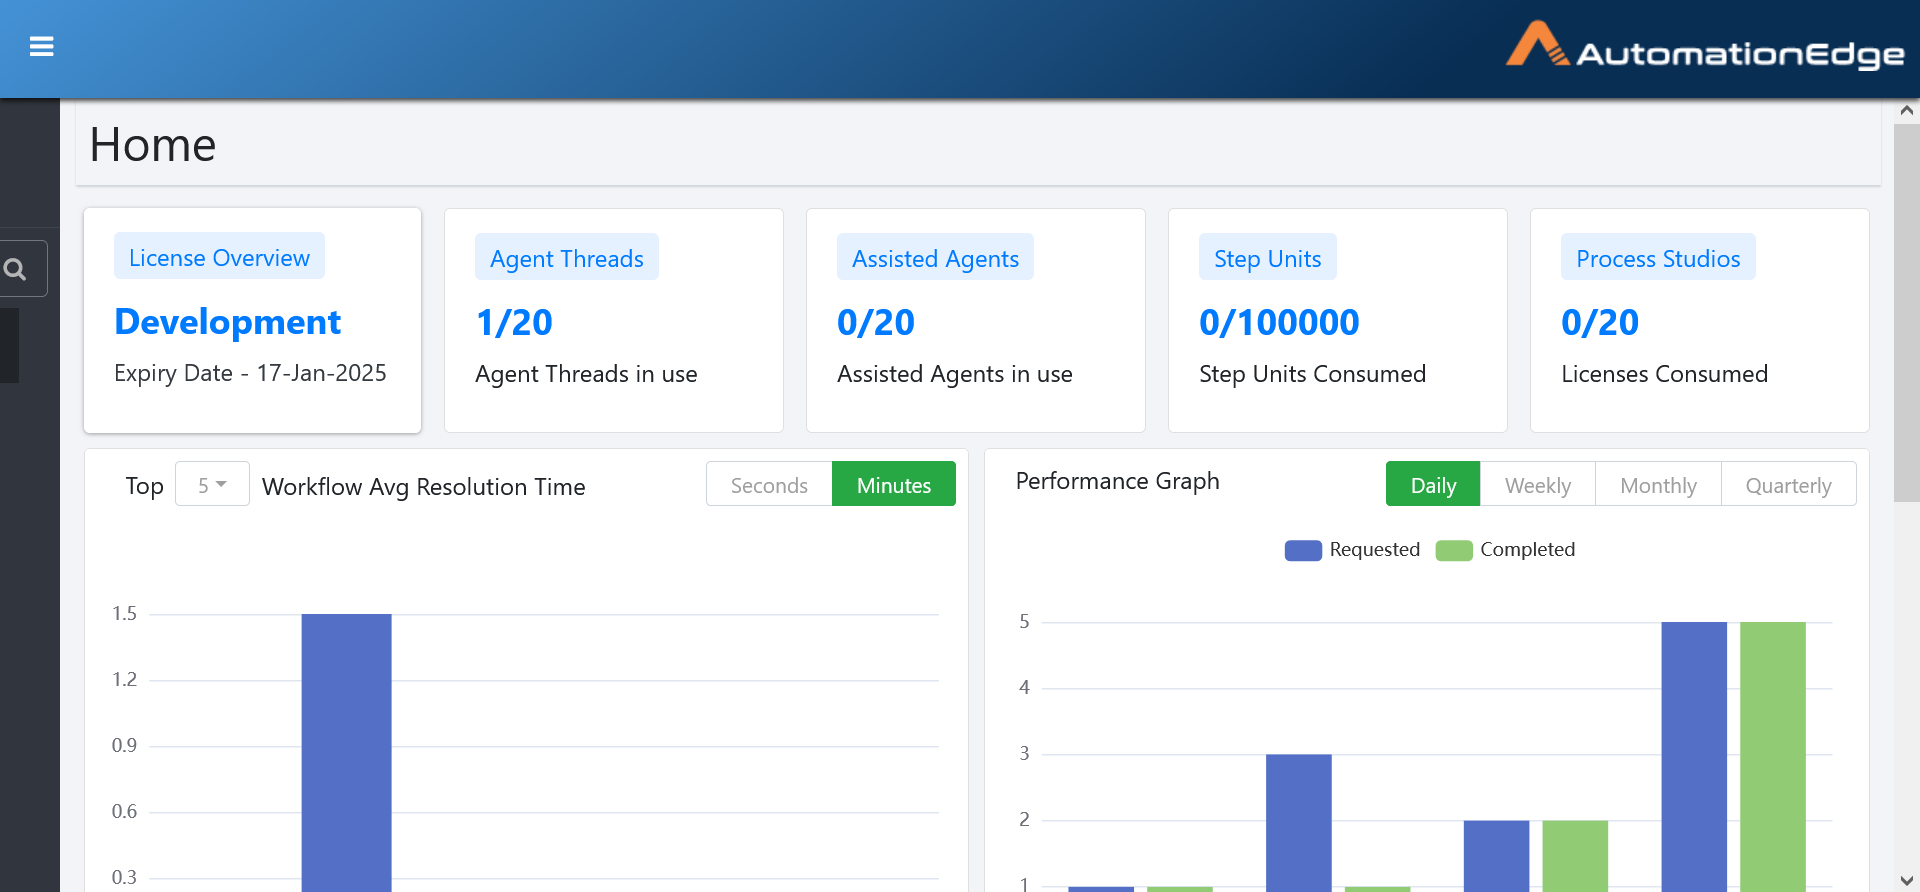 AutomationEdge
Home
License Overview
Development
Expiry Date - 17-Jan-2025
Agent Threads
1/20
Agent Threads in use
Assisted Agents
0/20
Assisted Agents in use
Step Units
0/100000
Step Units Consumed
Process Studios
0/20
Licenses Consumed
Top 5 Workflow Avg Resolution Time
Seconds Minutes
1.5
1.2
0.9
0.6
0.3
Performance Graph
Daily Weekly Monthly Quarterly
Requested Completed
5
4
3
2
1